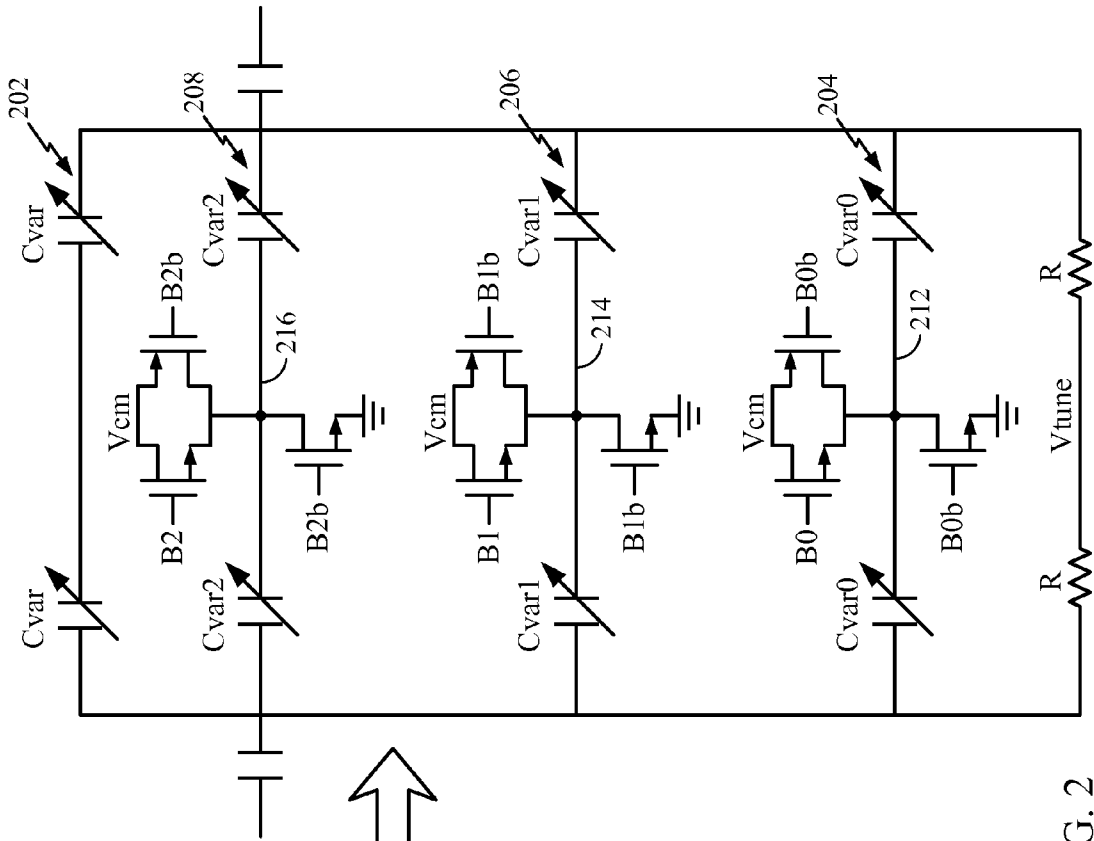 202
Cvar
Cvar
208
Cvar2
Cvar2
B2
Vcm
B2b
216
B2b
206
Cvar1
Cvar1
B1
Vcm
B1b
214
B1b
204
Cvar0
Cvar0
B0
Vcm
B0b
212
B0b
R
Vtune
R
G. 2